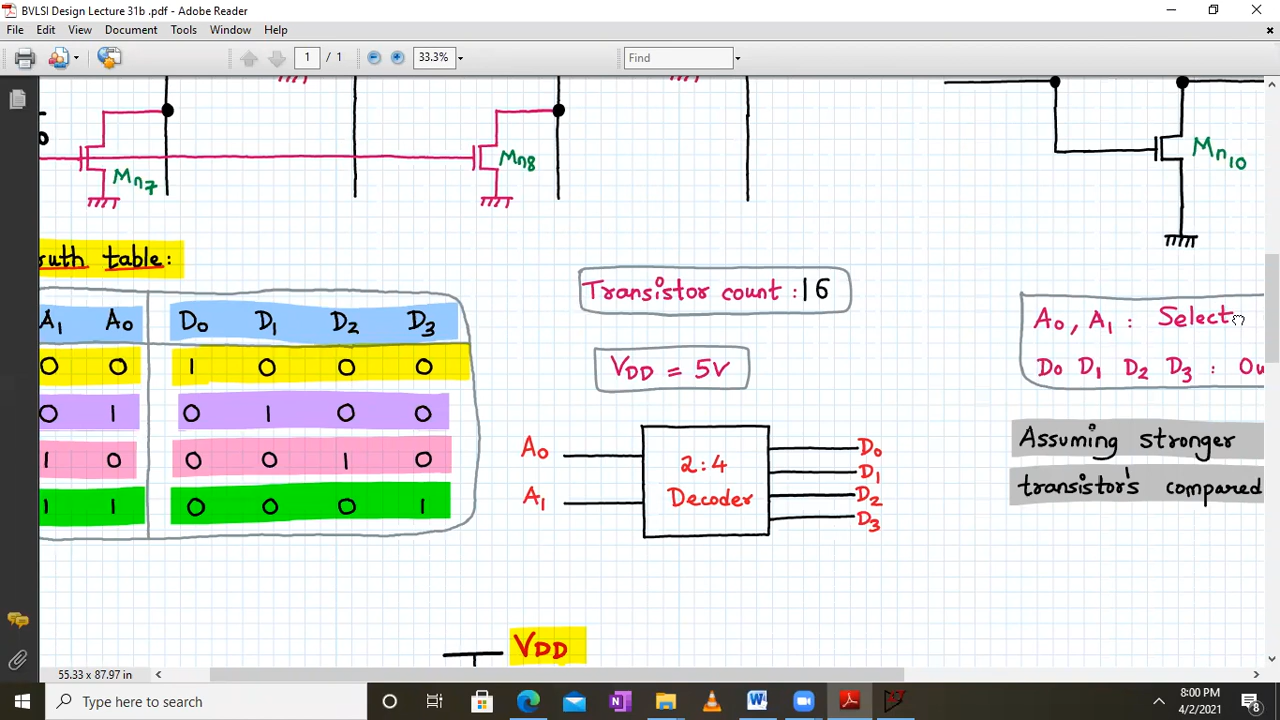 BVLSI Design Lecture 31b .pdf - Adobe Reader
File Edit View Document Tools Window Help
1 / 1 33.3% Find
Mn7 Mn8 Mn10
truth table:
A1 A0 D0 D1 D2 D3
0 0 1 0 0 0
0 1 0 1 0 0
1 0 0 0 1 0
1 1 0 0 0 1
Transistor count : 16
VDD = 5V
A0 D0
2:4 D1
A1 Decoder D2
D3
A0, A1 : Select
D0 D1 D2 D3 : Ou
Assuming stronger
transistor's compared
VDD
55.33 x 87.97 in
Type here to search
8:00 PM
4/2/2021
8